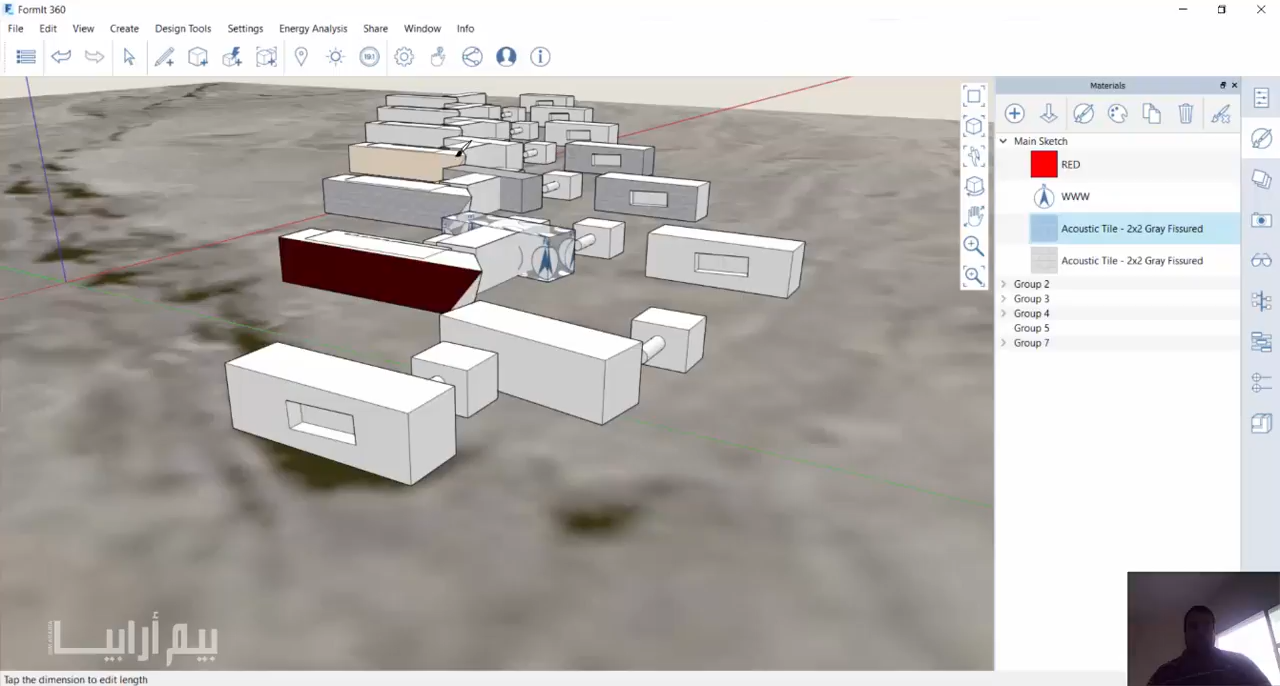 FormIt 360
File Edit View Create Design Tools Settings Energy Analysis Share Window Info
191
Materials
Main Sketch
RED
WWW
Acoustic Tile - 2x2 Gray Fissured
Acoustic Tile - 2x2 Gray Fissured
Group 2
Group 3
Group 4
Group 5
Group 7
بيم أرابيا
Tap the dimension to edit length